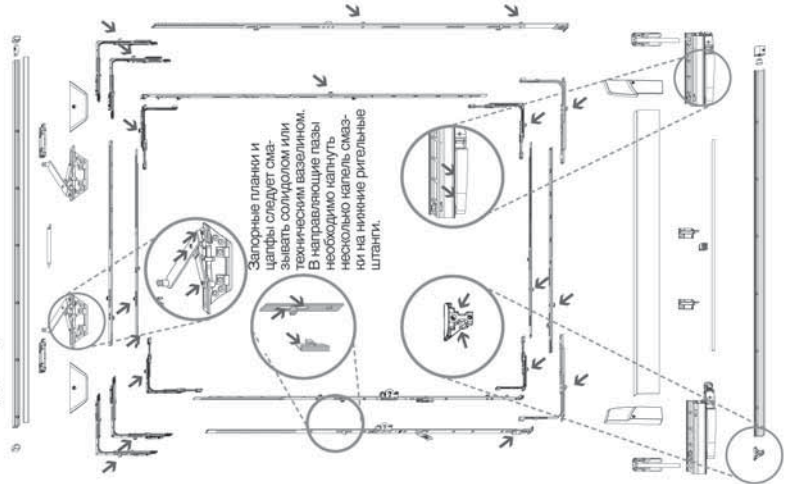 Запорные планки и
цапфы следует сма-
зывать солидолом или
техническим вазелином.
В направляющие пазы
необходимо капнуть
несколько капель смаз-
ки на нижние ригельные
штанги.